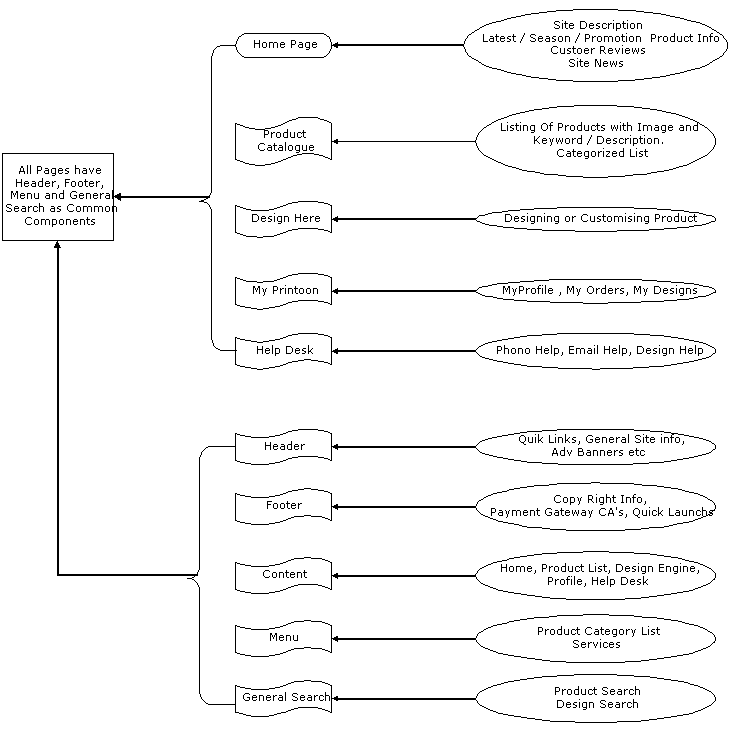 Home Page
Site Description
Latest / Season / Promotion  Product Info
Custoer Reviews
Site News
Product
Catalogue
Listing Of Products with Image and
Keyword / Description.
Categorized List
All Pages have
Header, Footer,
Menu and General
Search as Common
Components
Design Here
Designing or Customising Product
My Printoon
MyProfile , My Orders, My Designs
Help Desk
Phono Help, Email Help, Design Help
Header
Quik Links, General Site info,
Adv Banners etc
Footer
Copy Right Info,
Payment Gateway CA's, Quick Launchs
Content
Home, Product List, Design Engine,
Profile, Help Desk
Menu
Product Category List
Services
General Search
Product Search
Design Search